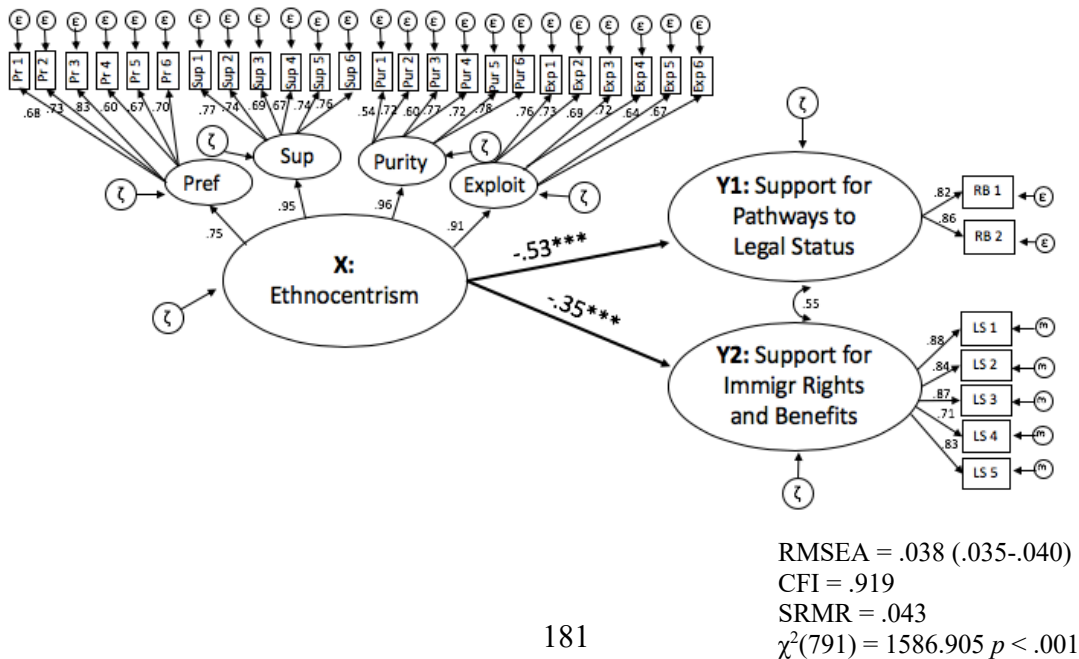 ε ε ε ε ε ε ε ε ε ε ε ε ε ε ε ε ε ε ε ε ε ε ε ε
Pr 1 Pr 2 Pr 3 Pr 4 Pr 5 Pr 6 Sup 1 Sup 2 Sup 3 Sup 4 Sup 5 Sup 6 Pur 1 Pur 2 Pur 3 Pur 4 Pur 5 Pur 6 Exp 1 Exp 2 Exp 3 Exp 4 Exp 5 Exp 6
.68 .73 .83 .60 .67 .70 .77 .74 .69 .67 .74 .76 .54 .72 .60 .77 .72 .78 .76 .73 .69 .72 .64 .67
ζ
Pref
ζ
Sup
Purity
ζ
Exploit
ζ
.75
.95
.96
.91
X:
Ethnocentrism
ζ
-.53***
-.35***
ζ
Y1: Support for
Pathways to
Legal Status
.82
RB 1
ε
.86
RB 2
ε
.55
Y2: Support for
Immigr Rights
and Benefits
.88
LS 1
ε
.84
LS 2
ε
.87
LS 3
ε
.71
LS 4
ε
.83
LS 5
ε
ζ
RMSEA = .038 (.035-.040)
CFI = .919
SRMR = .043
χ²(791) = 1586.905 p < .001
181